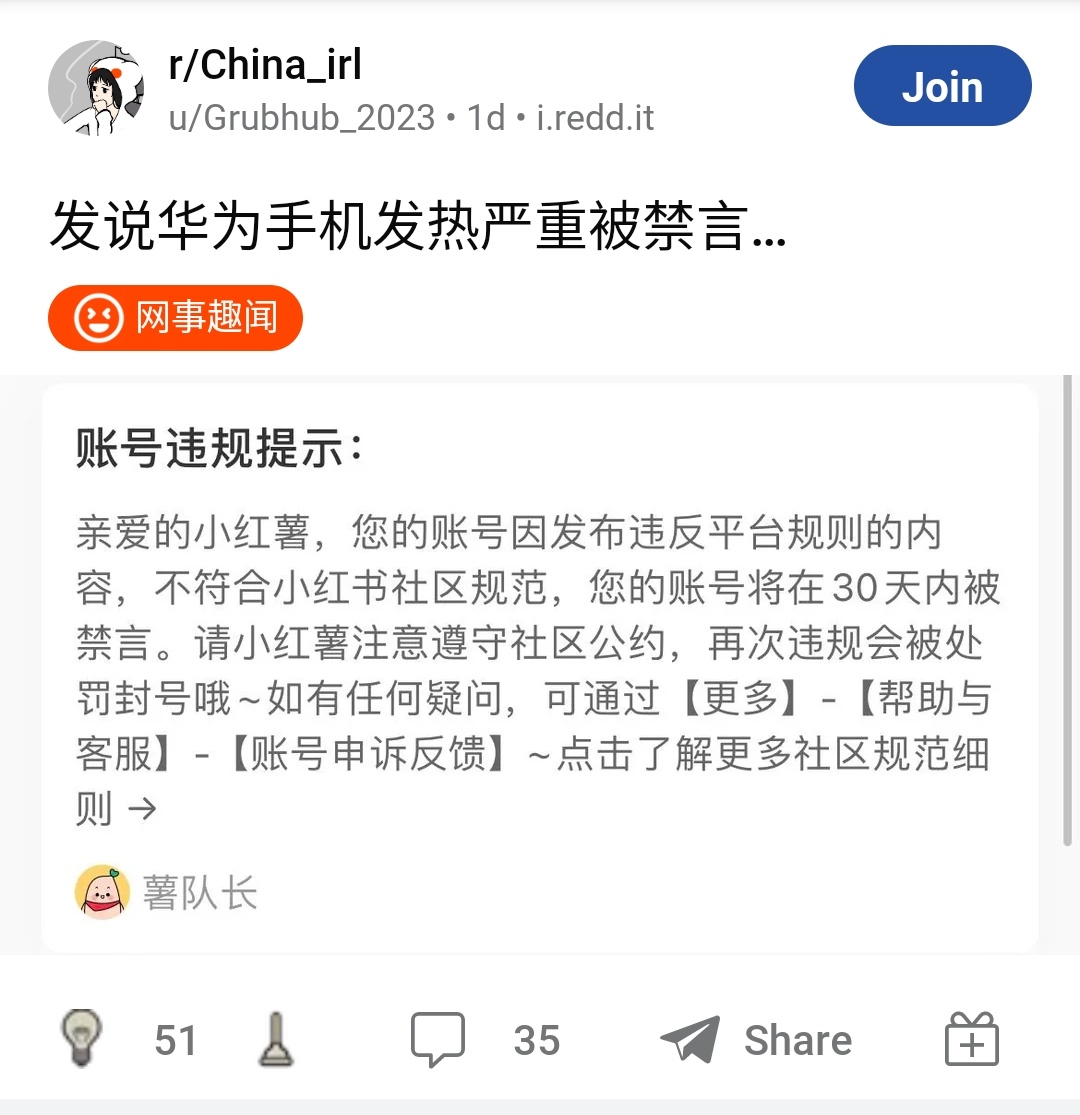 r/China_irl
u/Grubhub_2023 • 1d • i.redd.it
Join
发说华为手机发热严重被禁言...
网事趣闻
账号违规提示：
亲爱的小红薯，您的账号因发布违反平台规则的内
容，不符合小红书社区规范，您的账号将在30天内被
禁言。请小红薯注意遵守社区公约，再次违规会被处
罚封号哦~如有任何疑问，可通过【更多】-【帮助与
客服】-【账号申诉反馈】~点击了解更多社区规范细
则 →
薯队长
51
35
Share